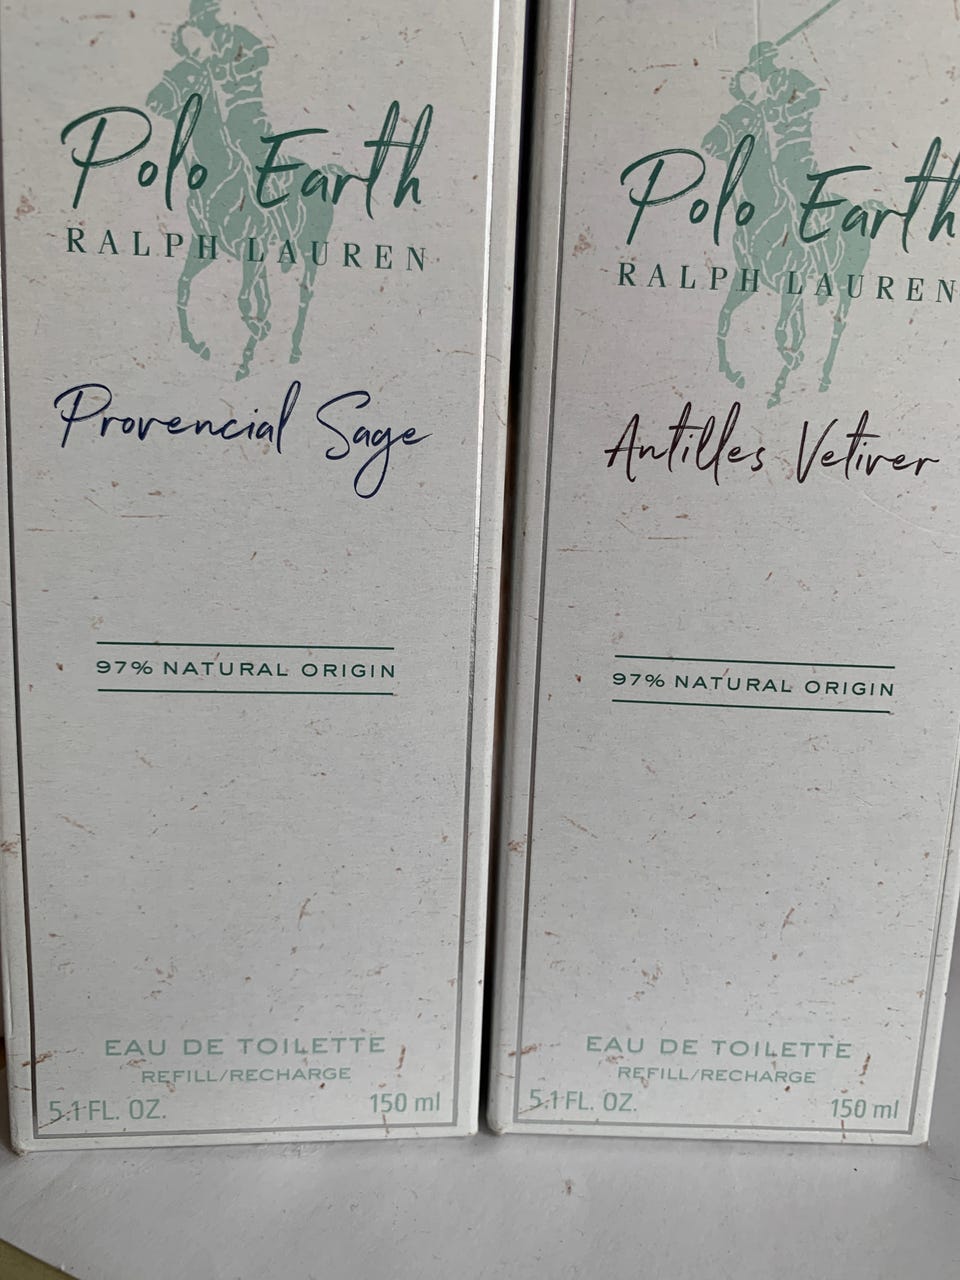 Polo Earth
RALPH LAUREN
Provencial Sage
97% NATURAL ORIGIN
EAU DE TOILETTE
REFILL/RECHARGE
5.1 FL. OZ. 150 ml
Polo Earth
RALPH LAUREN
Antilles Vetiver
97% NATURAL ORIGIN
EAU DE TOILETTE
REFILL/RECHARGE
5.1 FL. OZ. 150 ml